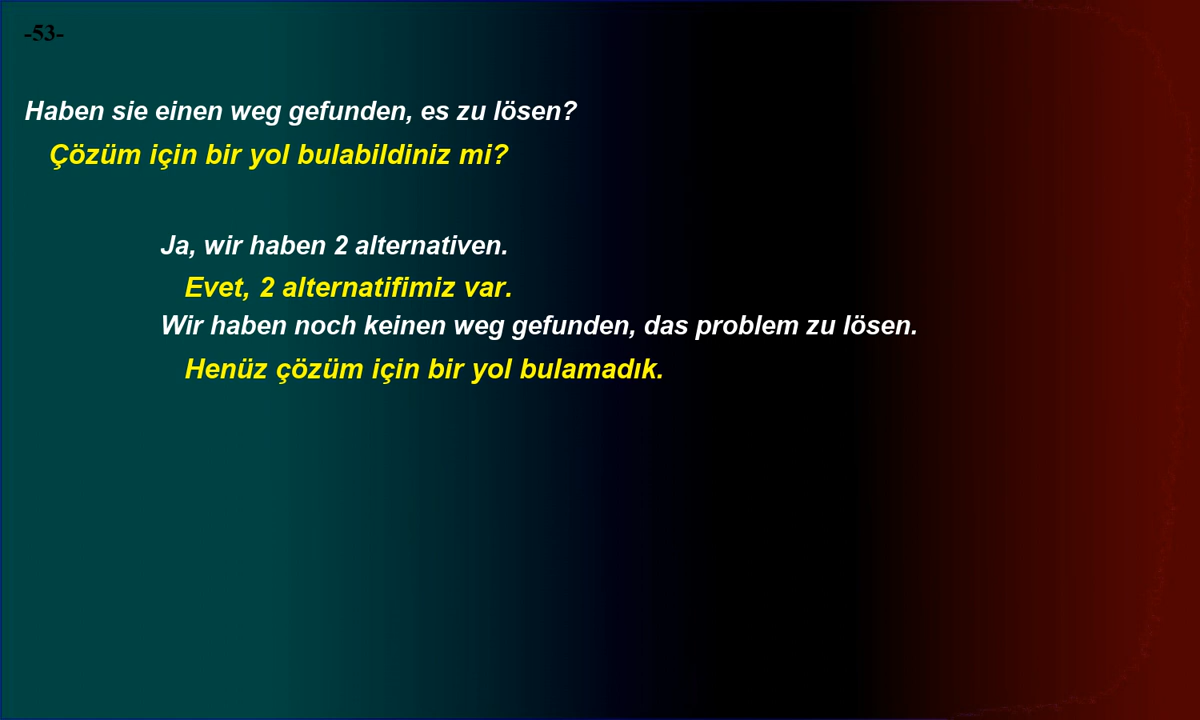 -53-
Haben sie einen weg gefunden, es zu lösen?
Çözüm için bir yol bulabildiniz mi?
Ja, wir haben 2 alternativen.
Evet, 2 alternatifimiz var.
Wir haben noch keinen weg gefunden, das problem zu lösen.
Henüz çözüm için bir yol bulamadık.